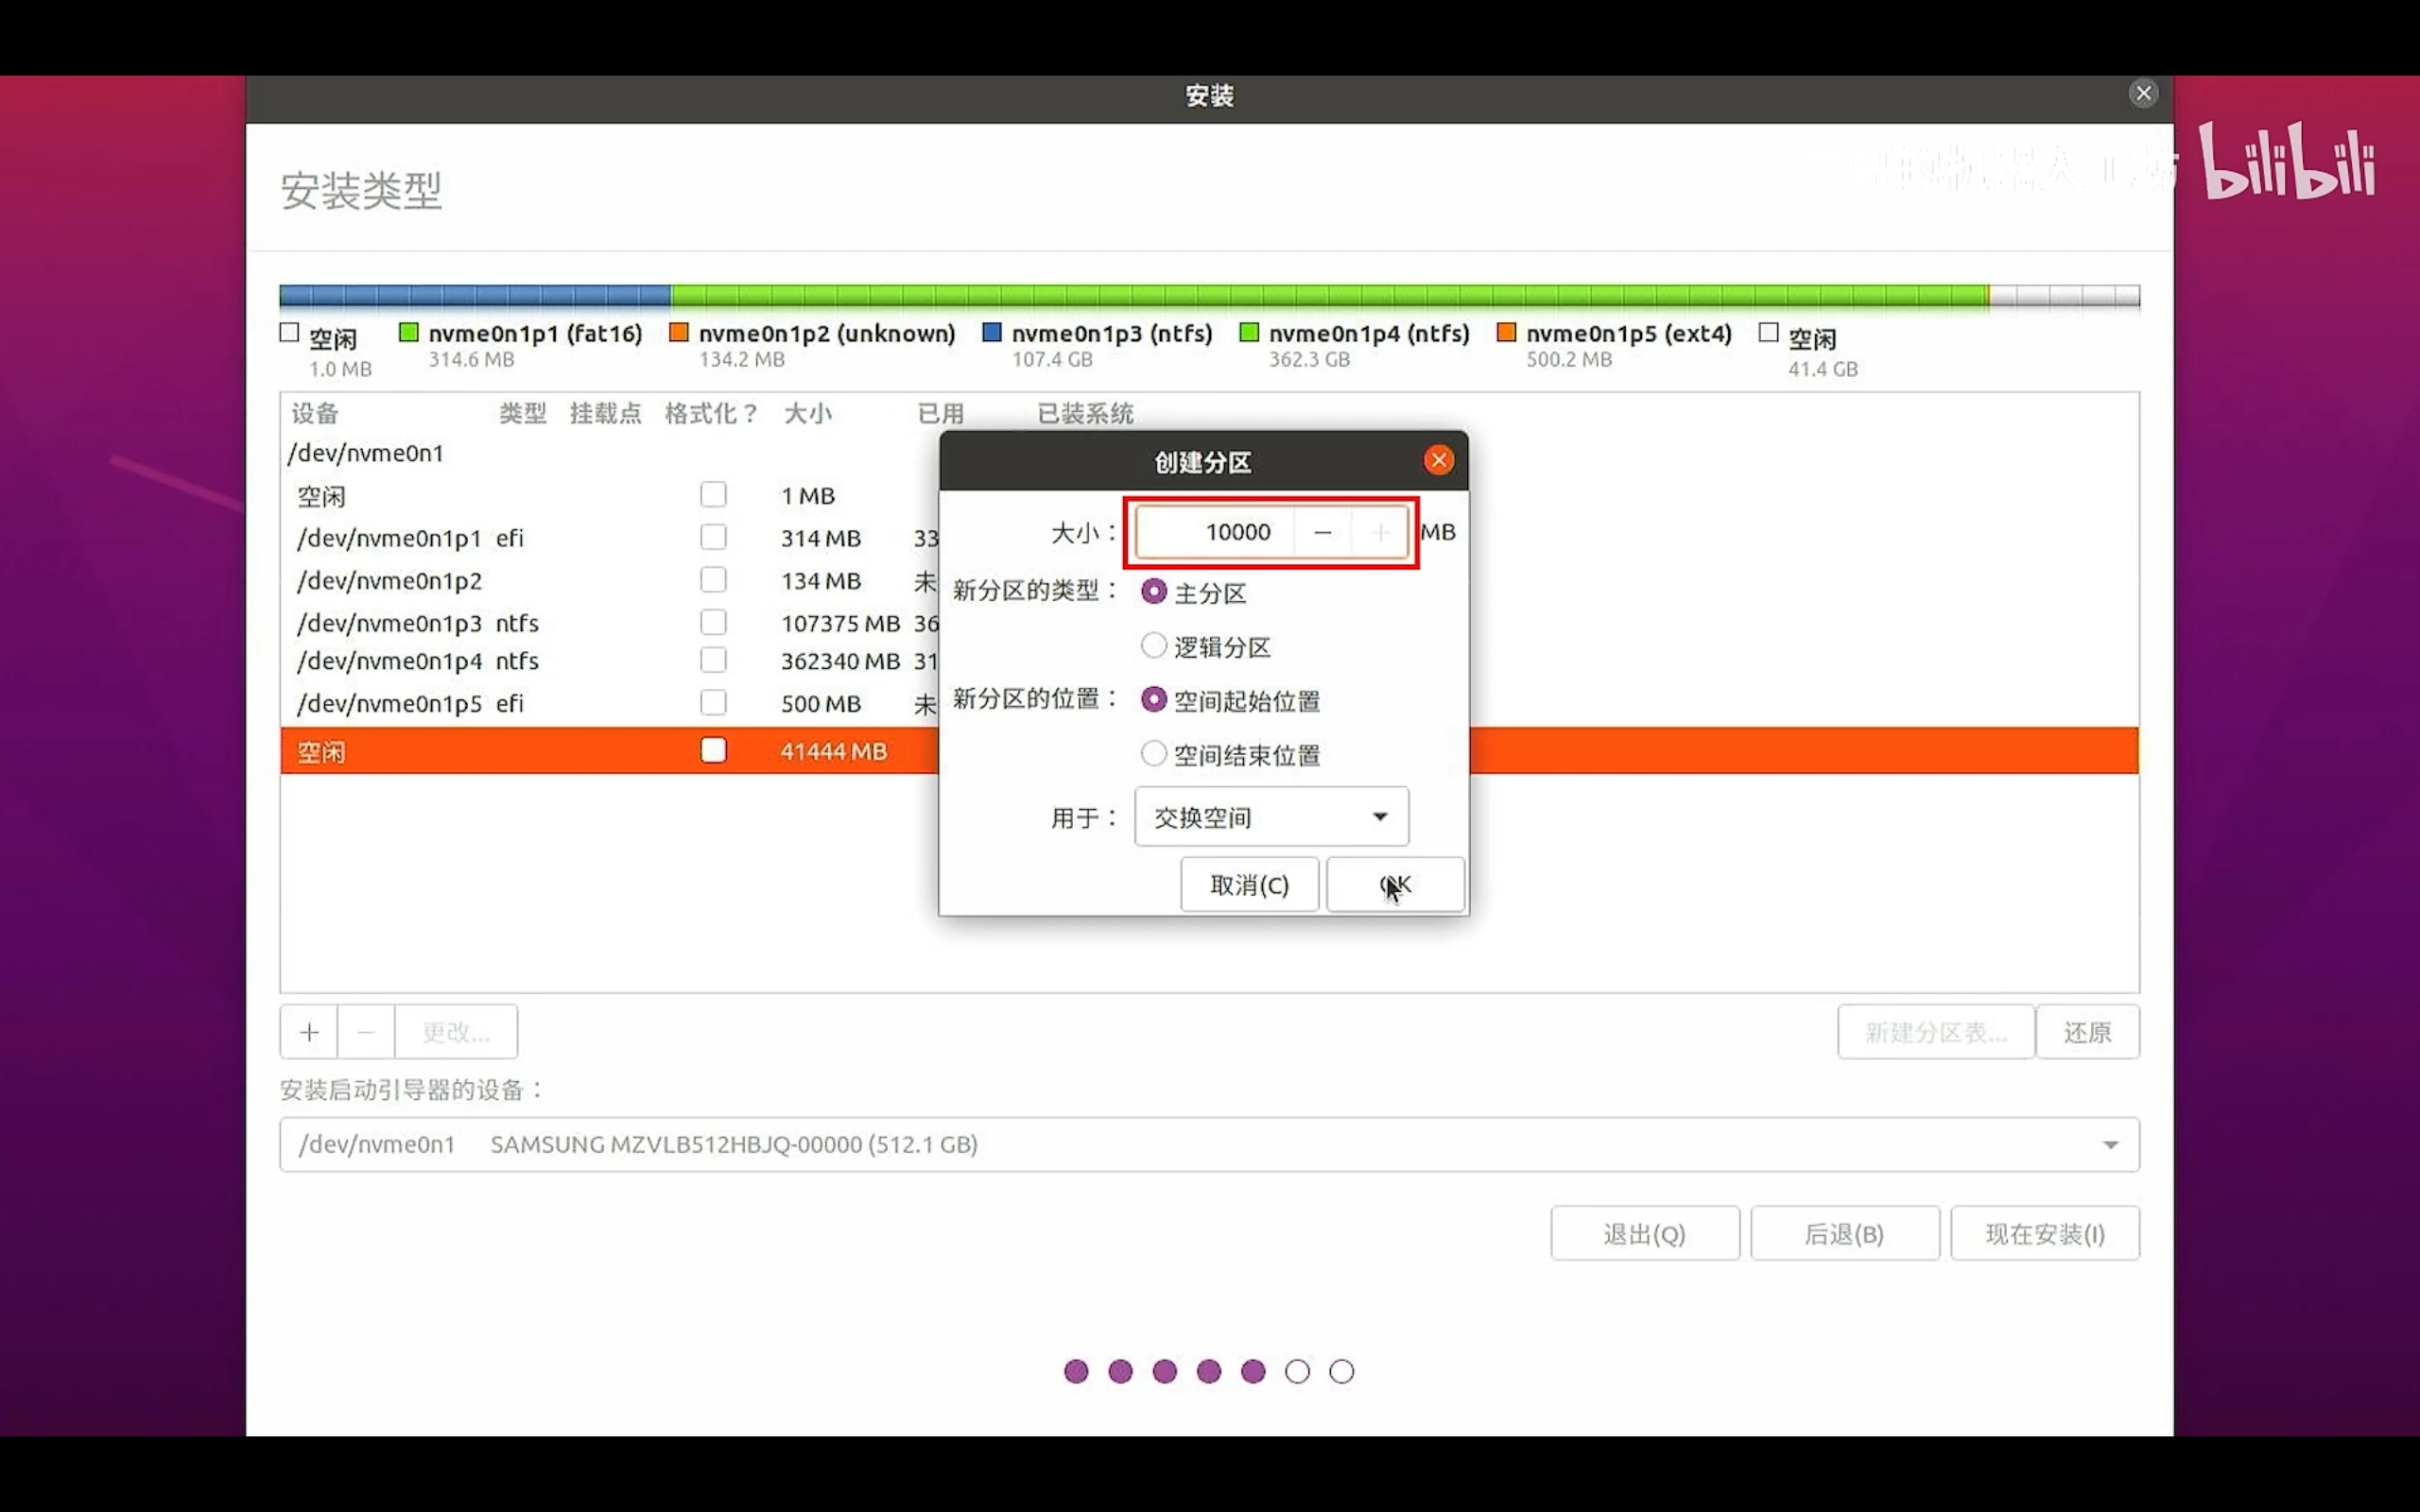 安装
bilibili
安装类型
空闲
1.0 MB
nvme0n1p1 (fat16)
314.6 MB
nvme0n1p2 (unknown)
134.2 MB
nvme0n1p3 (ntfs)
107.4 GB
nvme0n1p4 (ntfs)
362.3 GB
nvme0n1p5 (ext4)
500.2 MB
空闲
41.4 GB
设备 类型 挂载点 格式化？ 大小 已用 已装系统
/dev/nvme0n1
空闲 1 MB
/dev/nvme0n1p1 efi 314 MB 33
/dev/nvme0n1p2 134 MB 未
/dev/nvme0n1p3 ntfs 107375 MB 36
/dev/nvme0n1p4 ntfs 362340 MB 31
/dev/nvme0n1p5 efi 500 MB 未
空闲 41444 MB
创建分区
大小： 10000 － + MB
新分区的类型： 主分区
逻辑分区
新分区的位置： 空间起始位置
空间结束位置
用于： 交换空间
取消(C) OK
+ － 更改...
新建分区表... 还原
安装启动引导器的设备：
/dev/nvme0n1 SAMSUNG MZVLB512HBJQ-00000 (512.1 GB)
退出(Q) 后退(B) 现在安装(I)